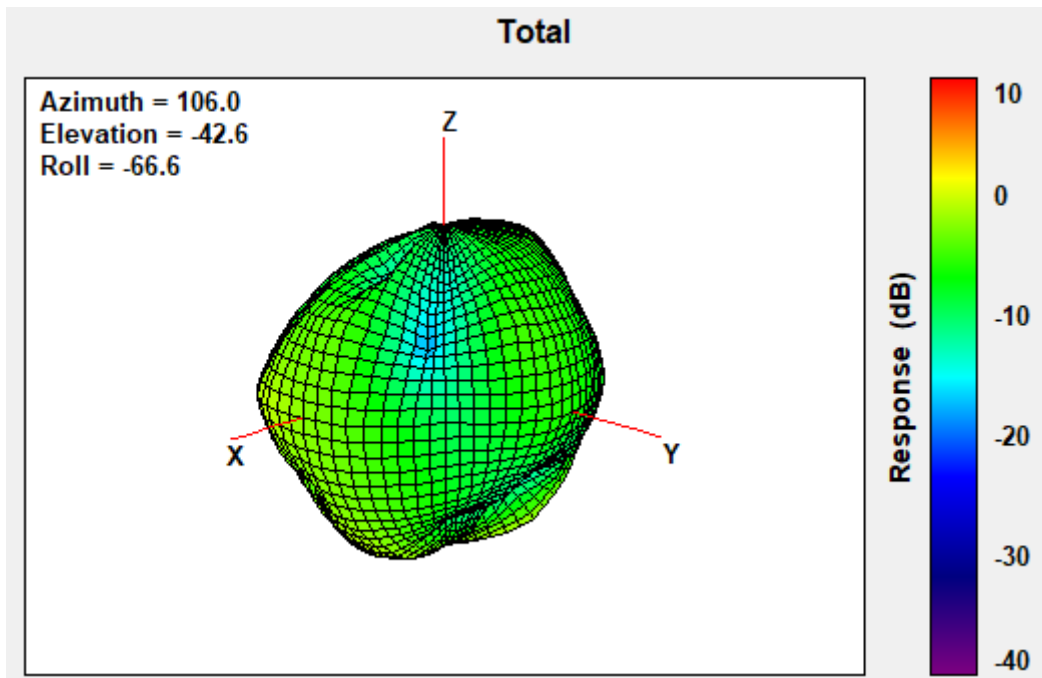 Total
Azimuth = 106.0
Elevation = -42.6
Roll = -66.6
Z
X
Y
10
0
-10
-20
-30
-40
Response (dB)